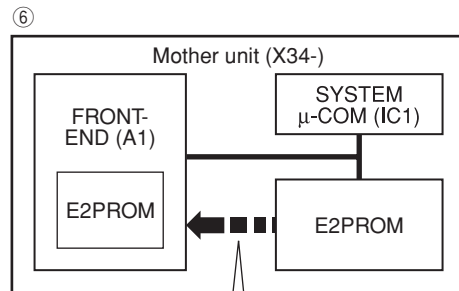 ⑥
Mother unit (X34-)
FRONT-
END (A1)
E2PROM
SYSTEM
μ-COM (IC1)
E2PROM